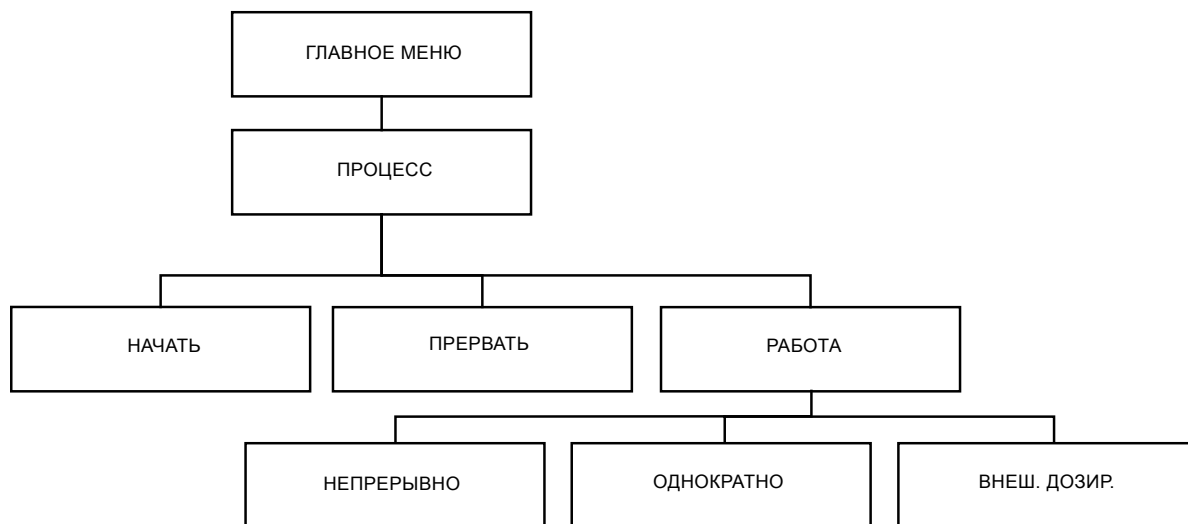 ГЛАВНОЕ МЕНЮ
ПРОЦЕСС
НАЧАТЬ
ПРЕРВАТЬ
РАБОТА
НЕПРЕРЫВНО
ОДНОКРАТНО
ВНЕШ. ДОЗИР.